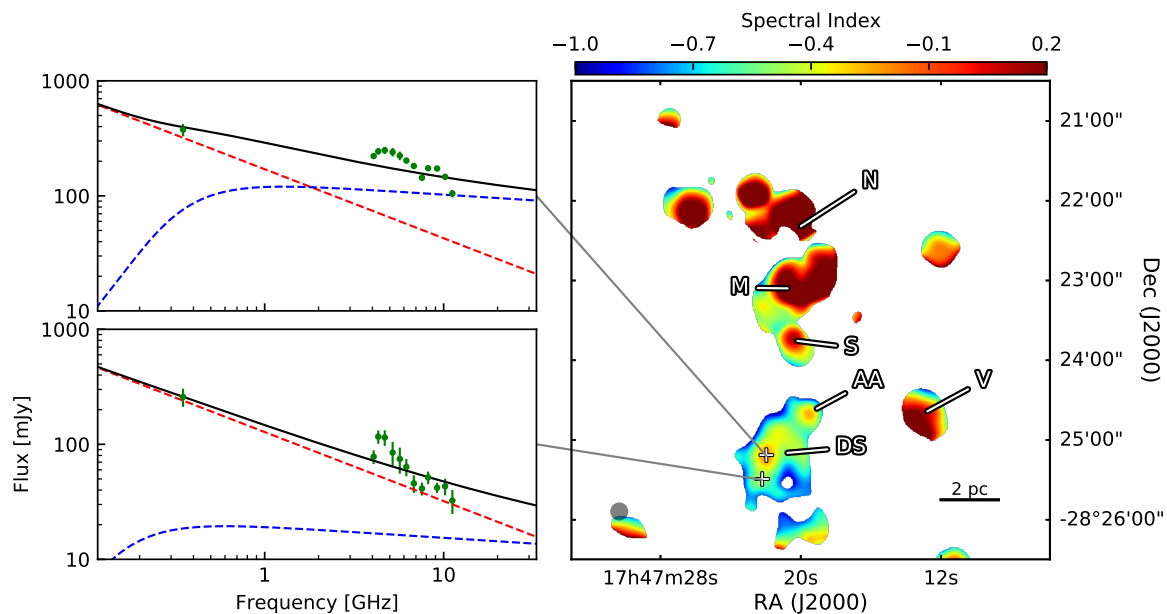 Spectral Index
−1.0 −0.7 −0.4 −0.1 0.2
1000
100
10
1000
100
10
1 10
Flux [mJy]
Frequency [GHz]
N
M
S
AA
V
DS
2 pc
21'00"
22'00"
23'00"
24'00"
25'00"
-28°26'00"
Dec (J2000)
17h47m28s 20s 12s
RA (J2000)